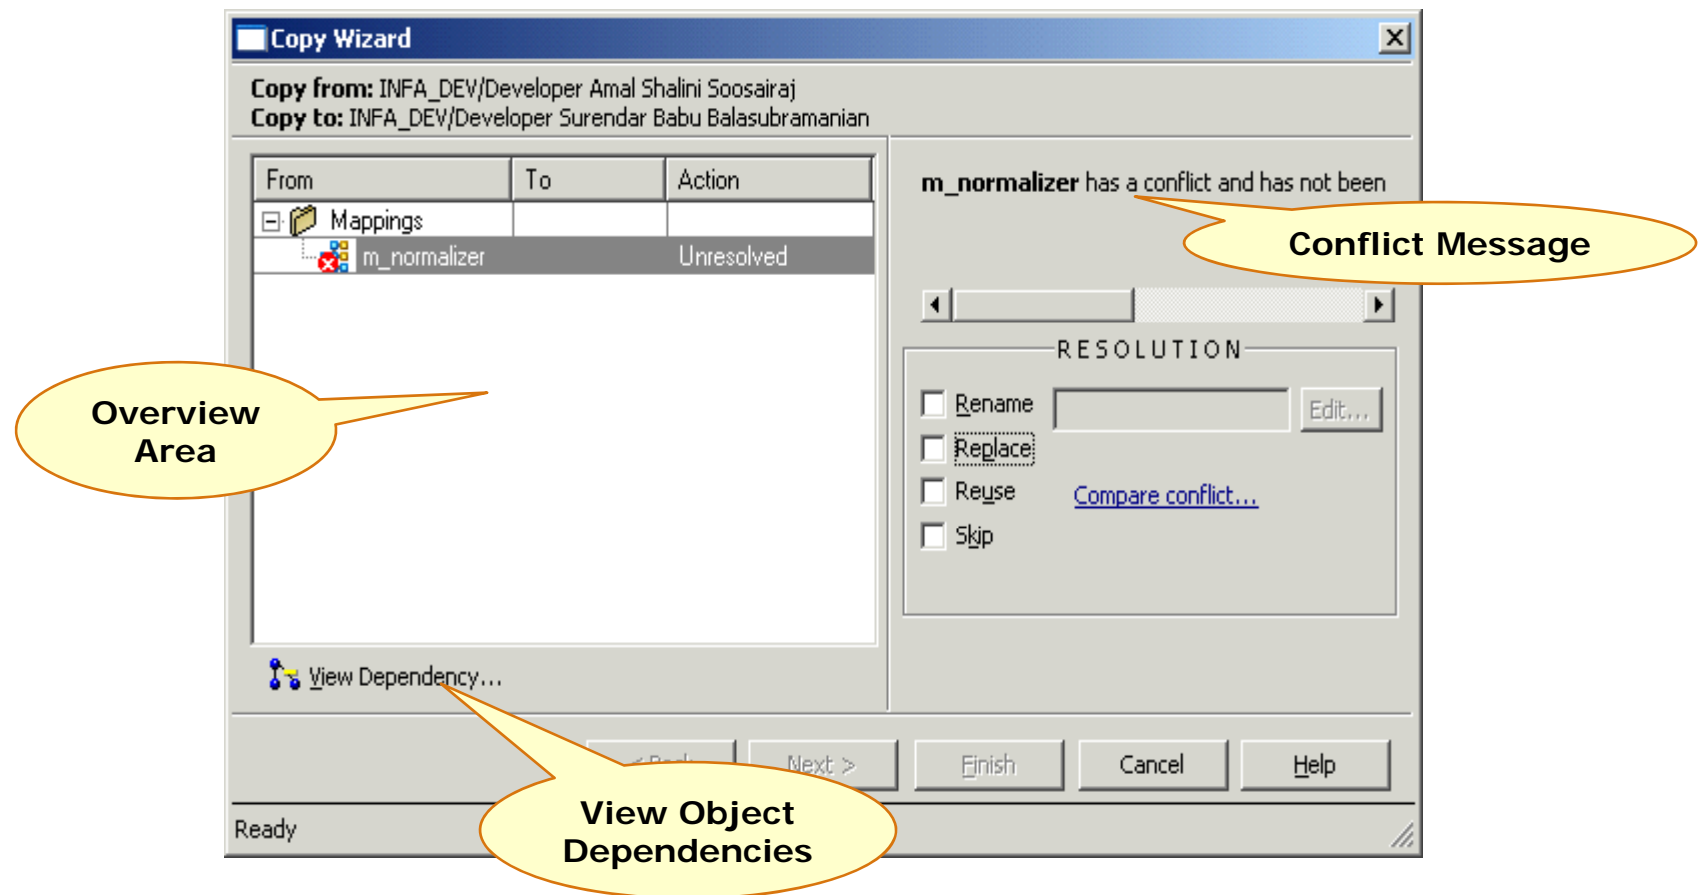 Copy Wizard
Copy from: INFA_DEV/Developer Amal Shalini Soosairaj
Copy to: INFA_DEV/Developer Surendar Babu Balasubramanian
From To Action
Mappings
m_normalizer Unresolved
m_normalizer has a conflict and has not been
Conflict Message
RESOLUTION
Rename Edit...
Replace
Reuse Compare conflict...
Skip
Overview
Area
View Dependency...
Next > Finish Cancel Help
View Object
Dependencies
Ready